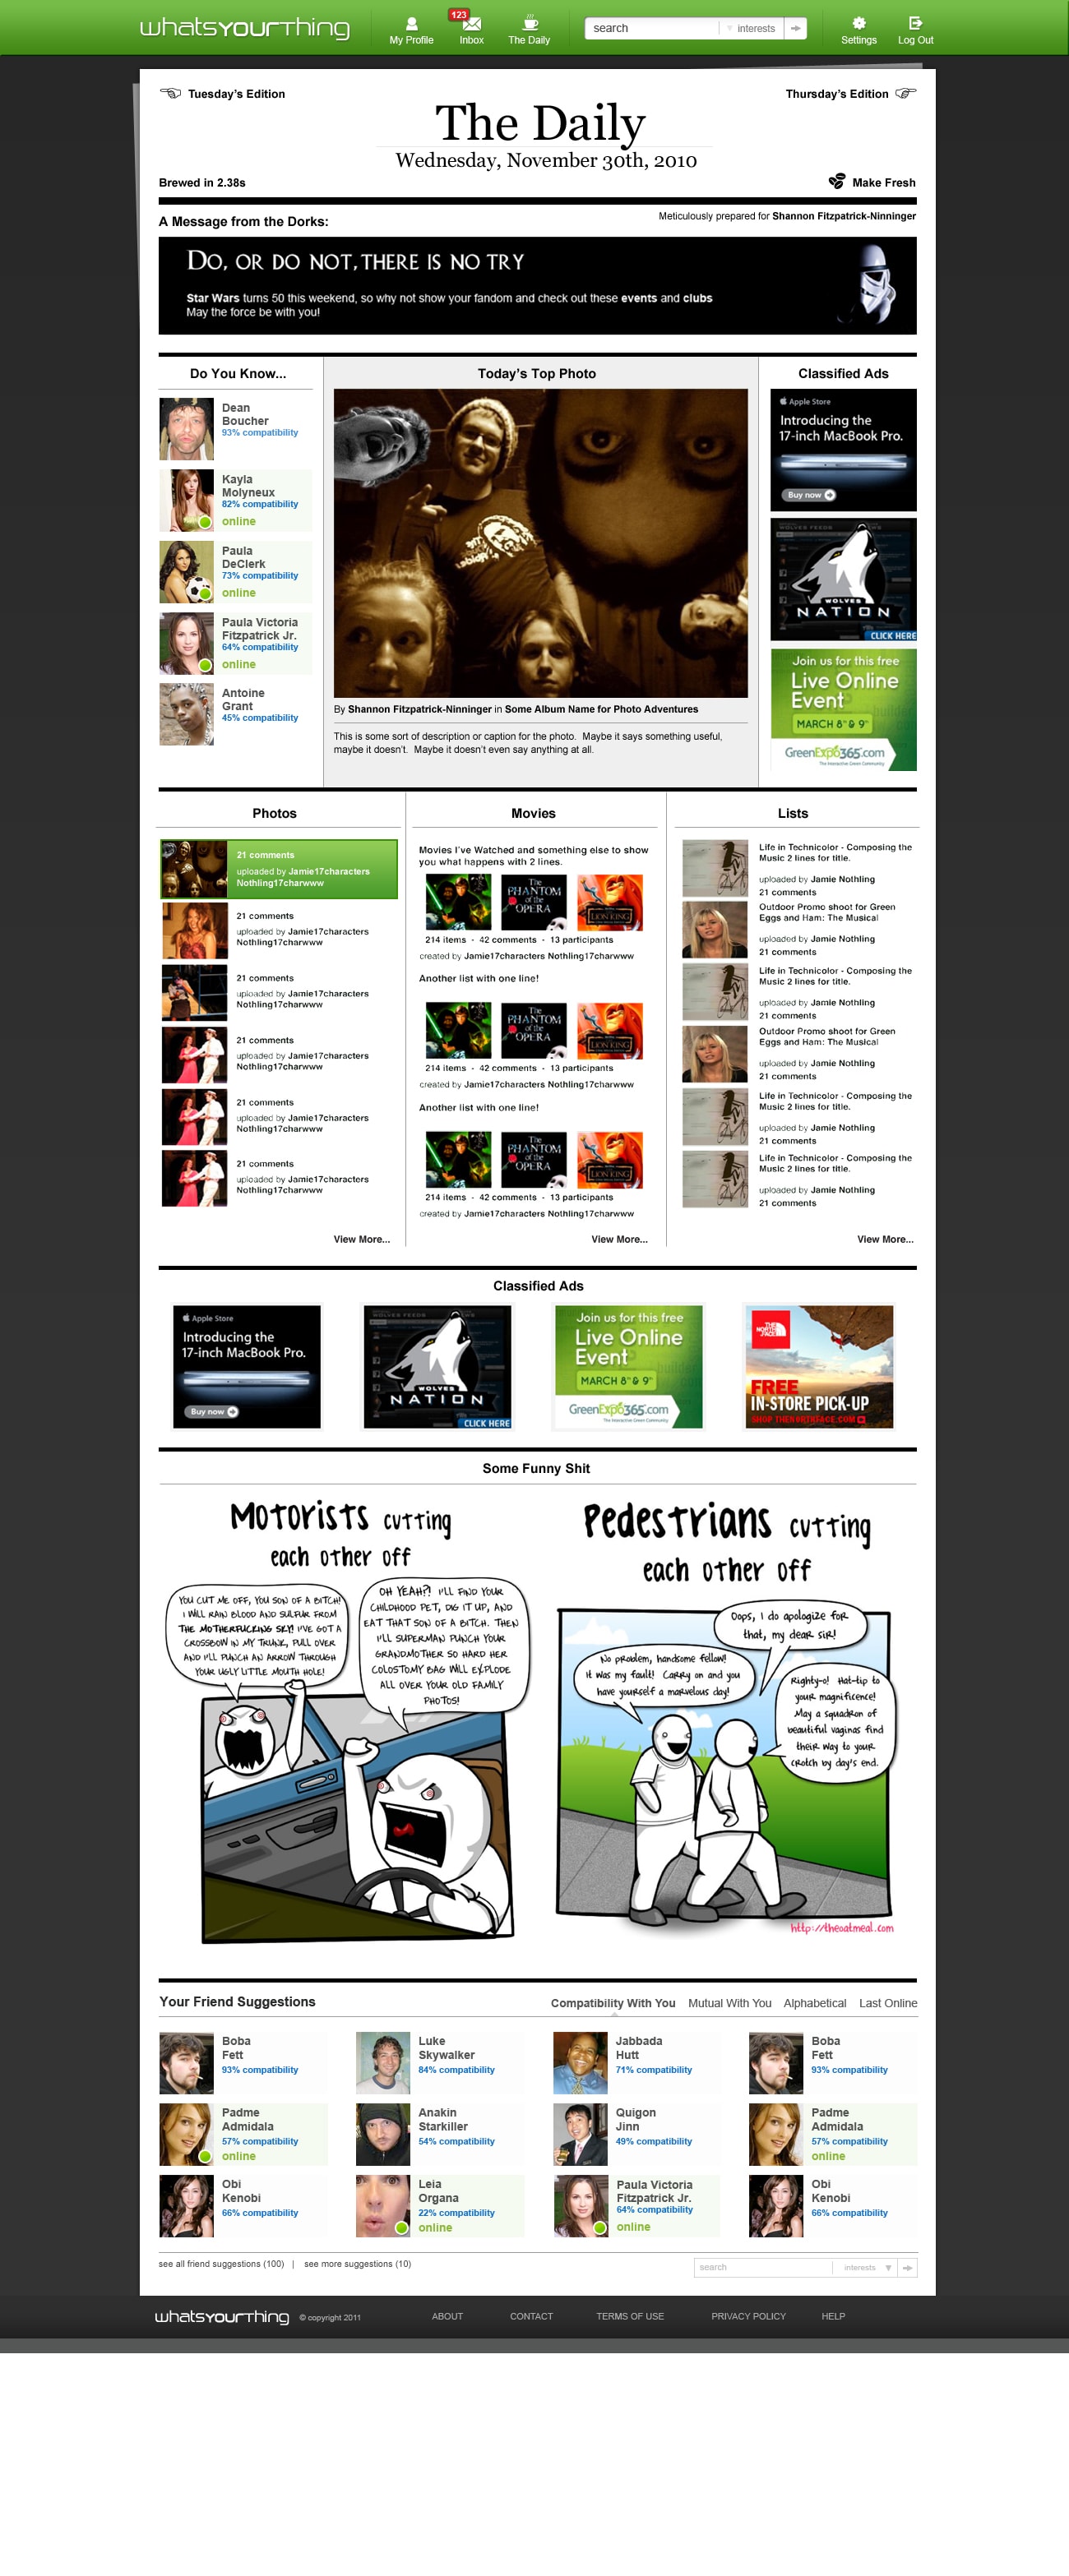 whatsyourthing
My Profile
123
Inbox
The Daily
search
interests
Settings
Log Out
Tuesday's Edition
Thursday's Edition
The Daily
Wednesday, November 30th, 2010
Brewed in 2.38s
Make Fresh
A Message from the Dorks:
Meticulously prepared for Shannon Fitzpatrick-Ninninger
DO, OR DO NOT, THERE IS NO TRY
Star Wars turns 50 this weekend, so why not show your fandom and check out these events and clubs
May the force be with you!
Do You Know...
Dean
Boucher
93% compatibility
Kayla
Molyneux
82% compatibility
online
Paula
DeClerk
73% compatibility
online
Paula Victoria
Fitzpatrick Jr.
64% compatibility
online
Antoine
Grant
45% compatibility
Today's Top Photo
By Shannon Fitzpatrick-Ninninger in Some Album Name for Photo Adventures
This is some sort of description or caption for the photo. Maybe it says something useful,
maybe it doesn't. Maybe it doesn't even say anything at all.
Classified Ads
Apple Store
Introducing the
17-inch MacBook Pro.
Buy now
WOLVES
NATION
CLICK HERE
Join us for this free
Live Online
Event
MARCH 8th & 9th
GreenExpo365.com
The Interactive Green Community
Photos
21 comments
uploaded by Jamie17characters
Nothling17charwww
21 comments
uploaded by Jamie17characters
Nothling17charwww
21 comments
uploaded by Jamie17characters
Nothling17charwww
21 comments
uploaded by Jamie17characters
Nothling17charwww
21 comments
uploaded by Jamie17characters
Nothling17charwww
21 comments
uploaded by Jamie17characters
Nothling17charwww
View More...
Movies
Movies I've Watched and something else to show
you what happens with 2 lines.
The PHANTOM of the OPERA
THE LION KING
214 items - 42 comments - 13 participants
created by Jamie17characters Nothling17charwww
Another list with one line!
The PHANTOM of the OPERA
THE LION KING
214 items - 42 comments - 13 participants
created by Jamie17characters Nothling17charwww
Another list with one line!
The PHANTOM of the OPERA
THE LION KING
214 items - 42 comments - 13 participants
created by Jamie17characters Nothling17charwww
View More...
Lists
Life in Technicolor - Composing the
Music 2 lines for title.
uploaded by Jamie Nothling
21 comments
Outdoor Promo shoot for Green
Eggs and Ham: The Musical
uploaded by Jamie Nothling
21 comments
Life in Technicolor - Composing the
Music 2 lines for title.
uploaded by Jamie Nothling
21 comments
Outdoor Promo shoot for Green
Eggs and Ham: The Musical
uploaded by Jamie Nothling
21 comments
Life in Technicolor - Composing the
Music 2 lines for title.
uploaded by Jamie Nothling
21 comments
Life in Technicolor - Composing the
Music 2 lines for title.
uploaded by Jamie Nothling
21 comments
View More...
Classified Ads
Apple Store
Introducing the
17-inch MacBook Pro.
Buy now
WOLVES
NATION
CLICK HERE
Join us for this free
Live Online
Event
MARCH 8th & 9th
GreenExpo365.com
The Interactive Green Community
THE NORTH FACE
FREE
IN-STORE PICK-UP
SHOP THENORTHFACE.COM
Some Funny Shit
Motorists cutting
each other off
YOU CUT ME OFF, YOU SON OF A BITCH!
I WILL RAIN BLOOD AND SULFUR FROM
THE MOTHERFUCKING SKY! I'VE GOT A
CROSSBOW IN MY TRUNK, PULL OVER
AND I'LL PUNCH AN ARROW THROUGH
YOUR UGLY LITTLE MOUTH HOLE!
OH YEAH?! I'LL FIND YOUR
CHILDHOOD PET, DIG IT UP, AND
EAT THAT SON OF A BITCH. THEN
I'LL SUPERMAN PUNCH YOUR
GRANDMOTHER SO HARD HER
COLOSTOMY BAG WILL EXPLODE
ALL OVER YOUR OLD FAMILY
PHOTOS!
Pedestrians cutting
each other off
Oops, I do apologize for
that, my dear sir!
No problem, handsome fellow!
It was my fault! Carry on and you
have yourself a marvelous day!
Righty-o! Hat-tip to
your magnificence!
May a squadron of
beautiful vaginas find
their way to your
crotch by day's end.
http://theoatmeal.com
Your Friend Suggestions
Compatibility With You
Mutual With You
Alphabetical
Last Online
Boba
Fett
93% compatibility
Luke
Skywalker
84% compatibility
Jabbada
Hutt
71% compatibility
Boba
Fett
93% compatibility
Padme
Admidala
57% compatibility
online
Anakin
Starkiller
54% compatibility
Quigon
Jinn
49% compatibility
Padme
Admidala
57% compatibility
online
Obi
Kenobi
66% compatibility
Leia
Organa
22% compatibility
online
Paula Victoria
Fitzpatrick Jr.
64% compatibility
online
Obi
Kenobi
66% compatibility
see all friend suggestions (100) | see more suggestions (10)
search
interests
whatsyourthing
© copyright 2011
ABOUT
CONTACT
TERMS OF USE
PRIVACY POLICY
HELP